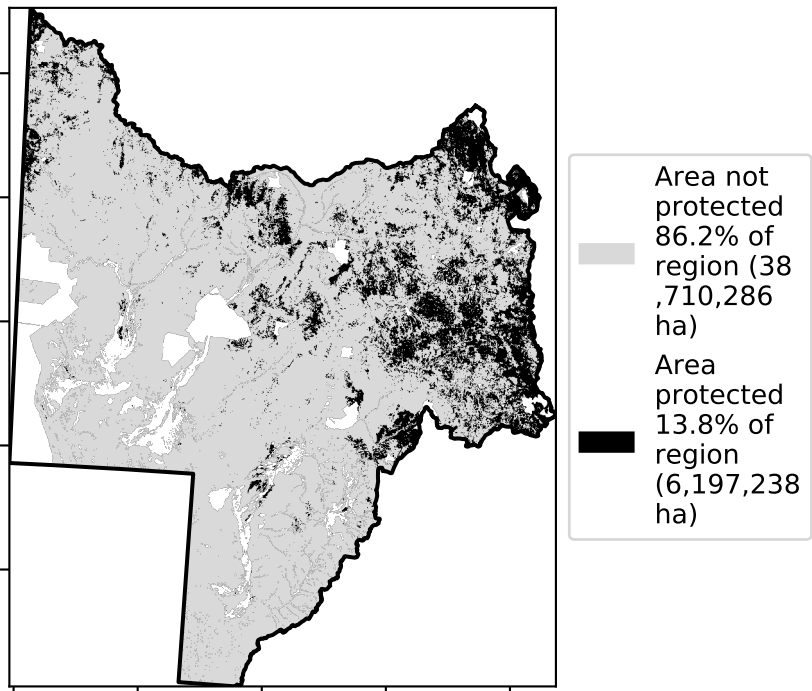 Area not
protected
86.2% of
region (38
,710,286
ha)
Area
protected
13.8% of
region
(6,197,238
ha)